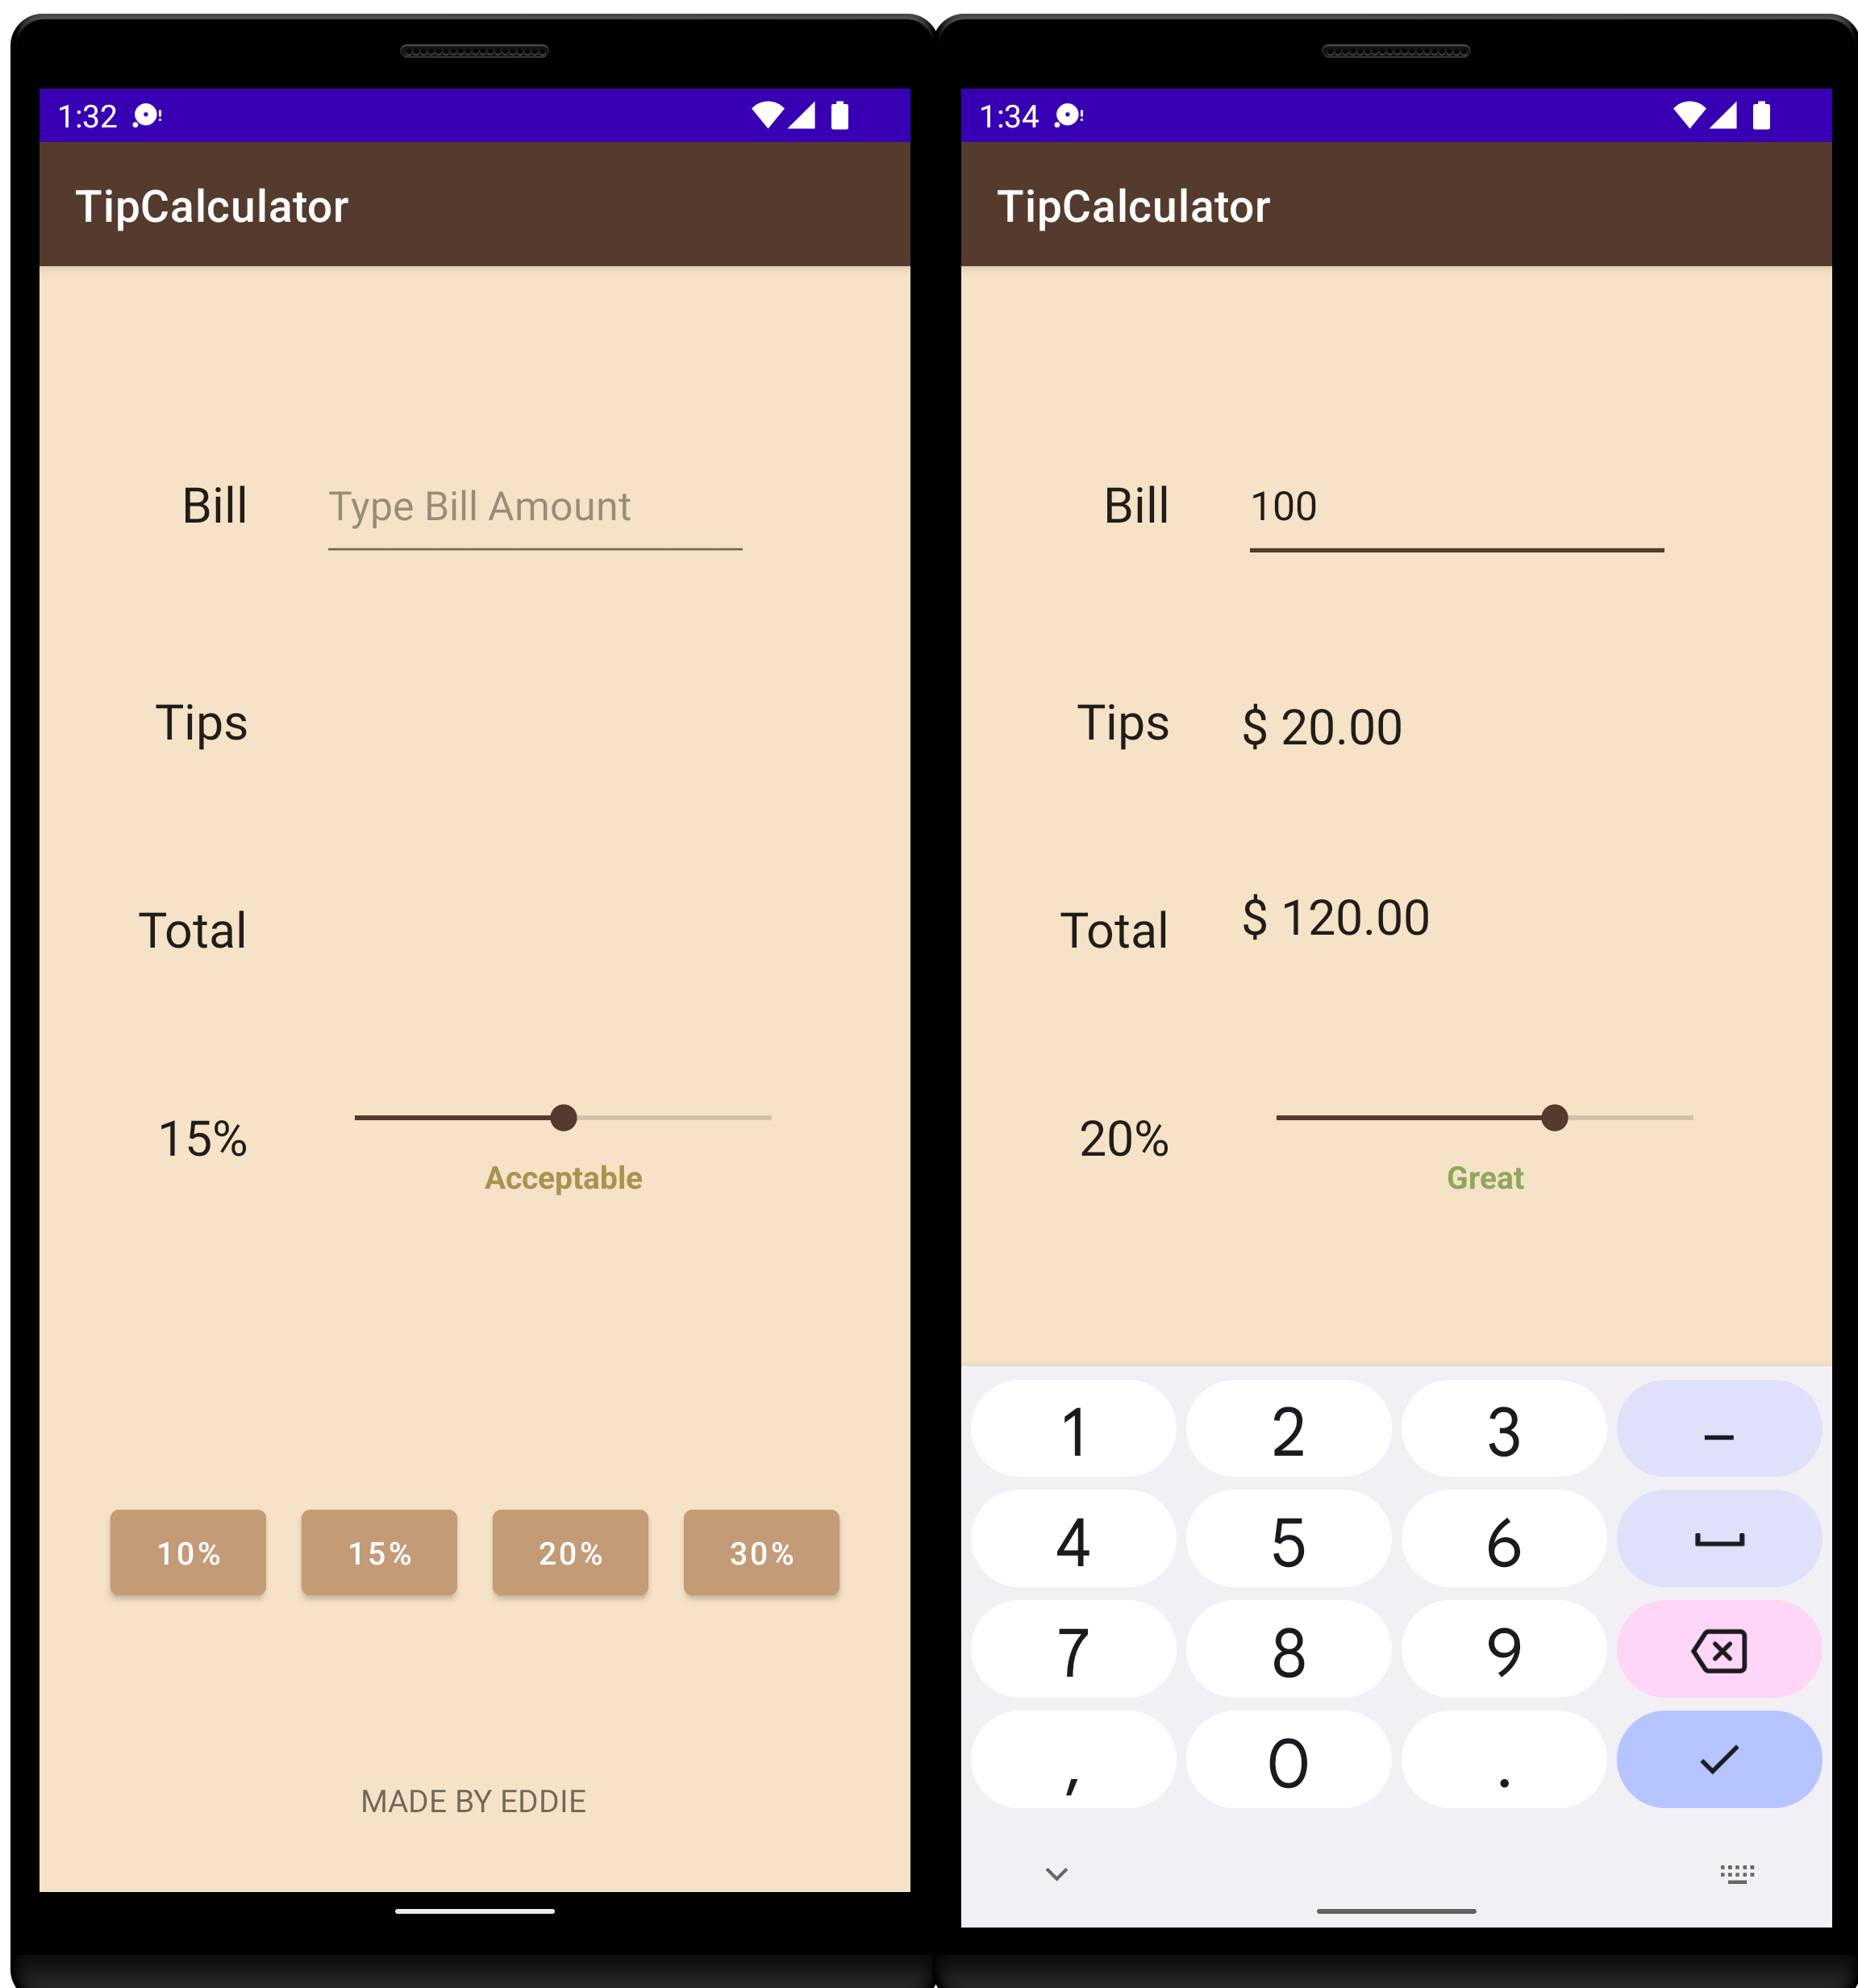 1:32
TipCalculator
Bill Type Bill Amount
Tips
Total
15%
Acceptable
10% 15% 20% 30%
MADE BY EDDIE
1:34
TipCalculator
Bill 100
Tips $ 20.00
Total $ 120.00
20%
Great
1 2 3 –
4 5 6
7 8 9
, 0 .